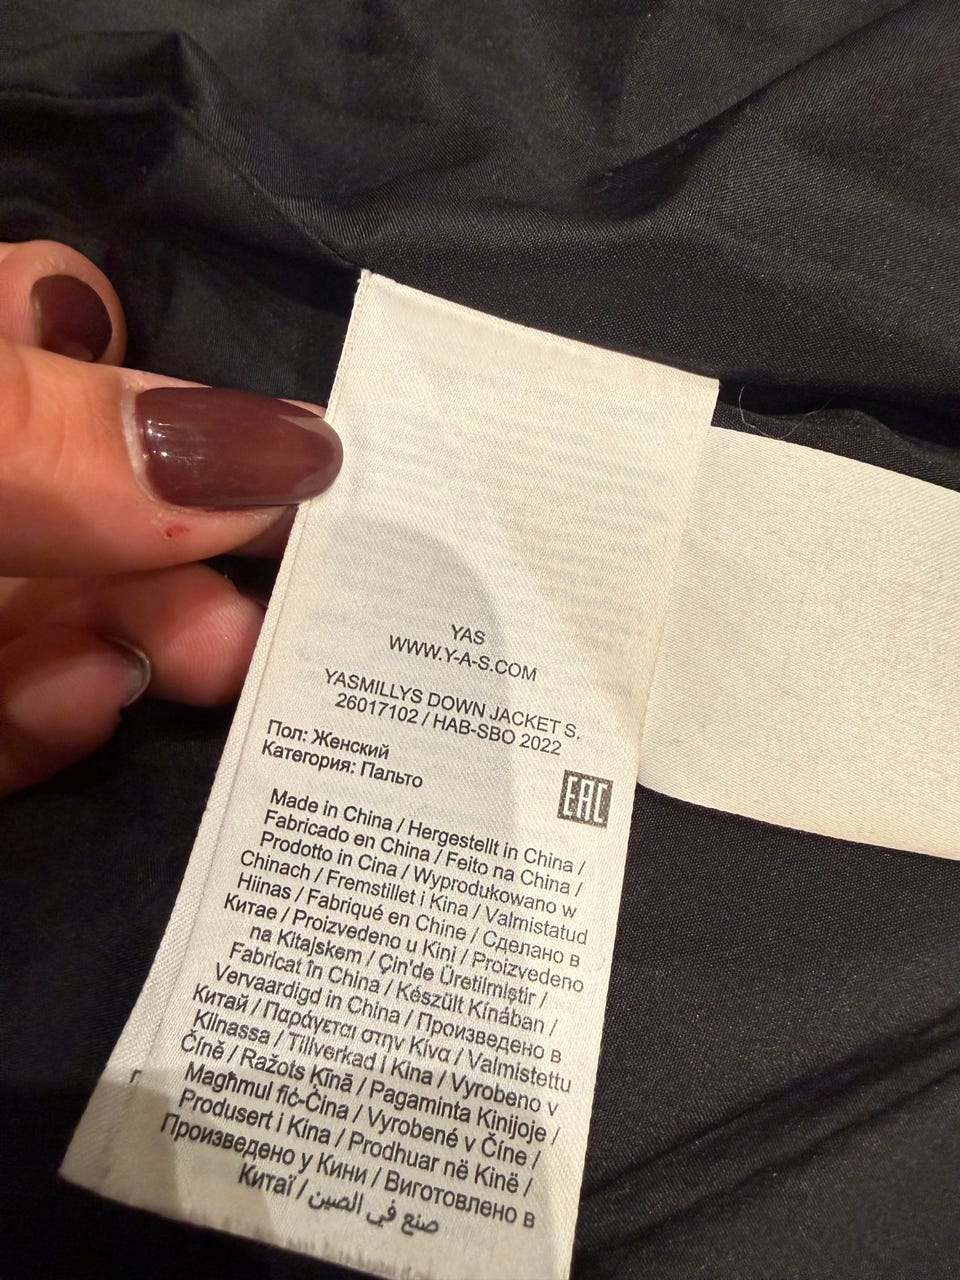 YAS
WWW.Y-A-S.COM
YASMILLYS DOWN JACKET S.
26017102 / HAB-SBO 2022
Пол: Женский
Категория: Пальто
EAC
Made in China / Hergestellt in China /
Fabricado en China / Feito na China /
Prodotto in Cina / Wyprodukowano w
Chinach / Fremstillet i Kina / Valmistatud
Hiinas / Fabriqué en Chine / Сделано в
Китае / Proizvedeno u Kini / Proizvedeno
na Kitajskem / Çin'de Üretilmiştir /
Fabricat în China / Készült Kínában /
Vervaardigd in China / Произведено в
Китай / Παράγεται στην Κίνα / Valmistettu
Kiinassa / Tillverkad i Kina / Vyrobeno v
Číně / Ražots Ķīnā / Pagaminta Kinijoje /
Magħmul fiċ-Ċina / Vyrobené v Číne /
Produsert i Kina / Prodhuar në Kinë /
Произведено у Кини / Виготовлено в
Китаї / صنع في الصين